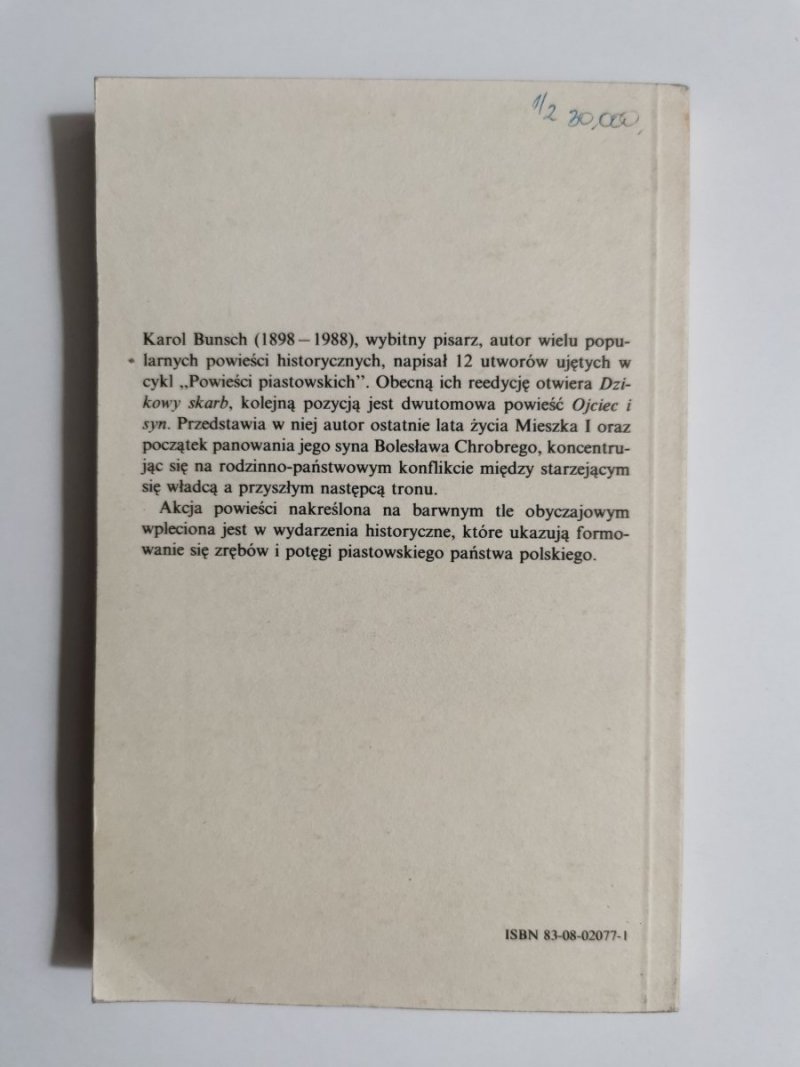 1/2 30,000,
Karol Bunsch (1898 – 1988), wybitny pisarz, autor wielu popu-
larnych powieści historycznych, napisał 12 utworów ujętych w
cykl „Powieści piastowskich”. Obecną ich reedycję otwiera Dzi-
kowy skarb, kolejną pozycją jest dwutomowa powieść Ojciec i
syn. Przedstawia w niej autor ostatnie lata życia Mieszka I oraz
początek panowania jego syna Bolesława Chrobrego, koncentru-
jąc się na rodzinno-państwowym konflikcie między starzejącym
się władcą a przyszłym następcą tronu.
Akcja powieści nakreślona na barwnym tle obyczajowym
wpleciona jest w wydarzenia historyczne, które ukazują formo-
wanie się zrębów i potęgi piastowskiego państwa polskiego.
ISBN 83-08-02077-1